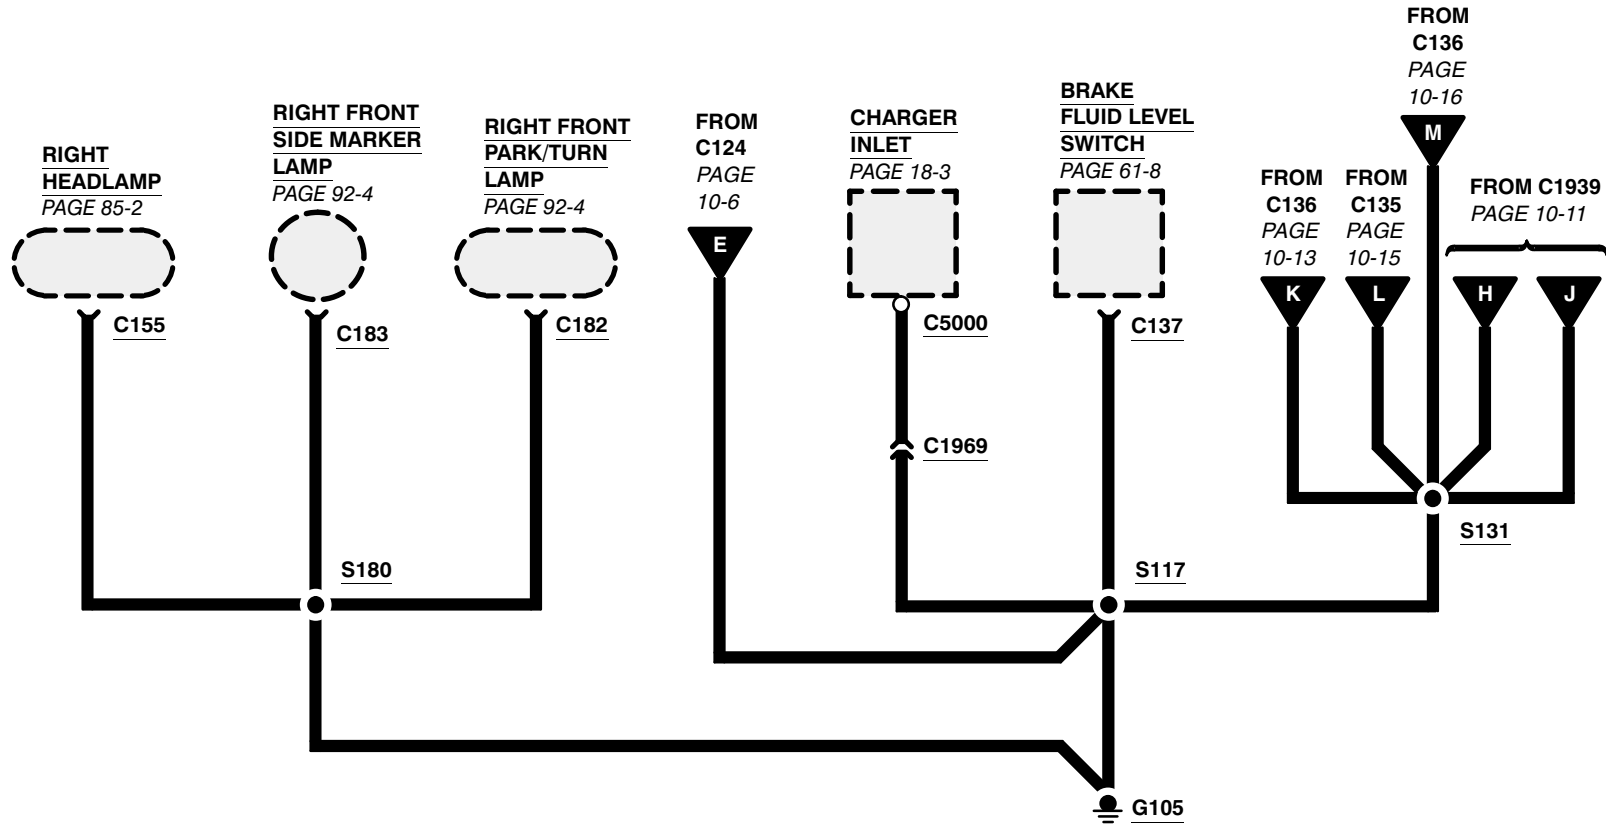 RIGHT
HEADLAMP
PAGE 85-2
C155
RIGHT FRONT
SIDE MARKER
LAMP
PAGE 92-4
C183
RIGHT FRONT
PARK/TURN
LAMP
PAGE 92-4
C182
S180
FROM
C124
PAGE
10-6
E
CHARGER
INLET
PAGE 18-3
C5000
C1969
BRAKE
FLUID LEVEL
SWITCH
PAGE 61-8
C137
S117
FROM
C136
PAGE
10-16
M
FROM
C136
PAGE
10-13
K
FROM
C135
PAGE
10-15
L
FROM C1939
PAGE 10-11
H
J
S131
G105